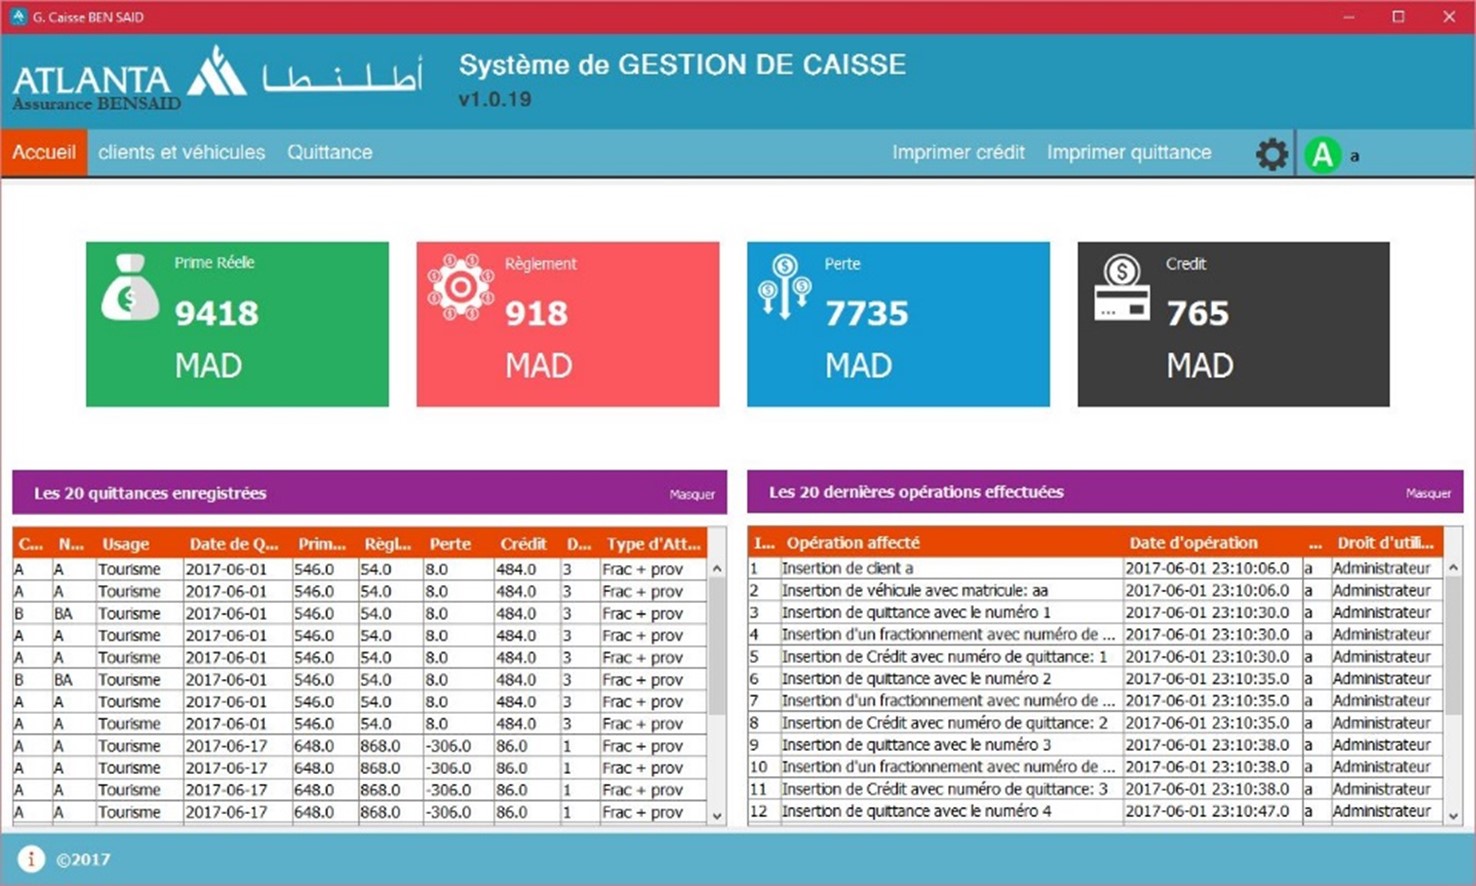 G. Caisse BEN SAID
ATLANTA أطلنطا
Assurance BENSAID
Système de GESTION DE CAISSE
v1.0.19
Accueil clients et véhicules Quittance Imprimer crédit Imprimer quittance A a
Prime Réelle
9418
MAD
Règlement
918
MAD
Perte
7735
MAD
Credit
765
MAD
Les 20 quittances enregistrées Masquer
C... N... Usage Date de Q... Prim... Règl... Perte Crédit D... Type d'Att...
A A Tourisme 2017-06-01 546.0 54.0 8.0 484.0 3 Frac + prov
A A Tourisme 2017-06-01 546.0 54.0 8.0 484.0 3 Frac + prov
B BA Tourisme 2017-06-01 546.0 54.0 8.0 484.0 3 Frac + prov
A A Tourisme 2017-06-01 546.0 54.0 8.0 484.0 3 Frac + prov
A A Tourisme 2017-06-01 546.0 54.0 8.0 484.0 3 Frac + prov
B BA Tourisme 2017-06-01 546.0 54.0 8.0 484.0 3 Frac + prov
A A Tourisme 2017-06-01 546.0 54.0 8.0 484.0 3 Frac + prov
A A Tourisme 2017-06-01 546.0 54.0 8.0 484.0 3 Frac + prov
A A Tourisme 2017-06-17 648.0 868.0 -306.0 86.0 1 Frac + prov
A A Tourisme 2017-06-17 648.0 868.0 -306.0 86.0 1 Frac + prov
A A Tourisme 2017-06-17 648.0 868.0 -306.0 86.0 1 Frac + prov
A A Tourisme 2017-06-17 648.0 868.0 -306.0 86.0 1 Frac + prov
Les 20 dernières opérations effectuées Masquer
I... Opération affecté Date d'opération ... Droit d'utili...
1 Insertion de client a 2017-06-01 23:10:06.0 a Administrateur
2 Insertion de véhicule avec matricule: aa 2017-06-01 23:10:06.0 a Administrateur
3 Insertion de quittance avec le numéro 1 2017-06-01 23:10:30.0 a Administrateur
4 Insertion d'un fractionnement avec numéro de ... 2017-06-01 23:10:30.0 a Administrateur
5 Insertion de Crédit avec numéro de quittance: 1 2017-06-01 23:10:30.0 a Administrateur
6 Insertion de quittance avec le numéro 2 2017-06-01 23:10:35.0 a Administrateur
7 Insertion d'un fractionnement avec numéro de ... 2017-06-01 23:10:35.0 a Administrateur
8 Insertion de Crédit avec numéro de quittance: 2 2017-06-01 23:10:35.0 a Administrateur
9 Insertion de quittance avec le numéro 3 2017-06-01 23:10:38.0 a Administrateur
10 Insertion d'un fractionnement avec numéro de ... 2017-06-01 23:10:38.0 a Administrateur
11 Insertion de Crédit avec numéro de quittance: 3 2017-06-01 23:10:38.0 a Administrateur
12 Insertion de quittance avec le numéro 4 2017-06-01 23:10:47.0 a Administrateur
i ©2017